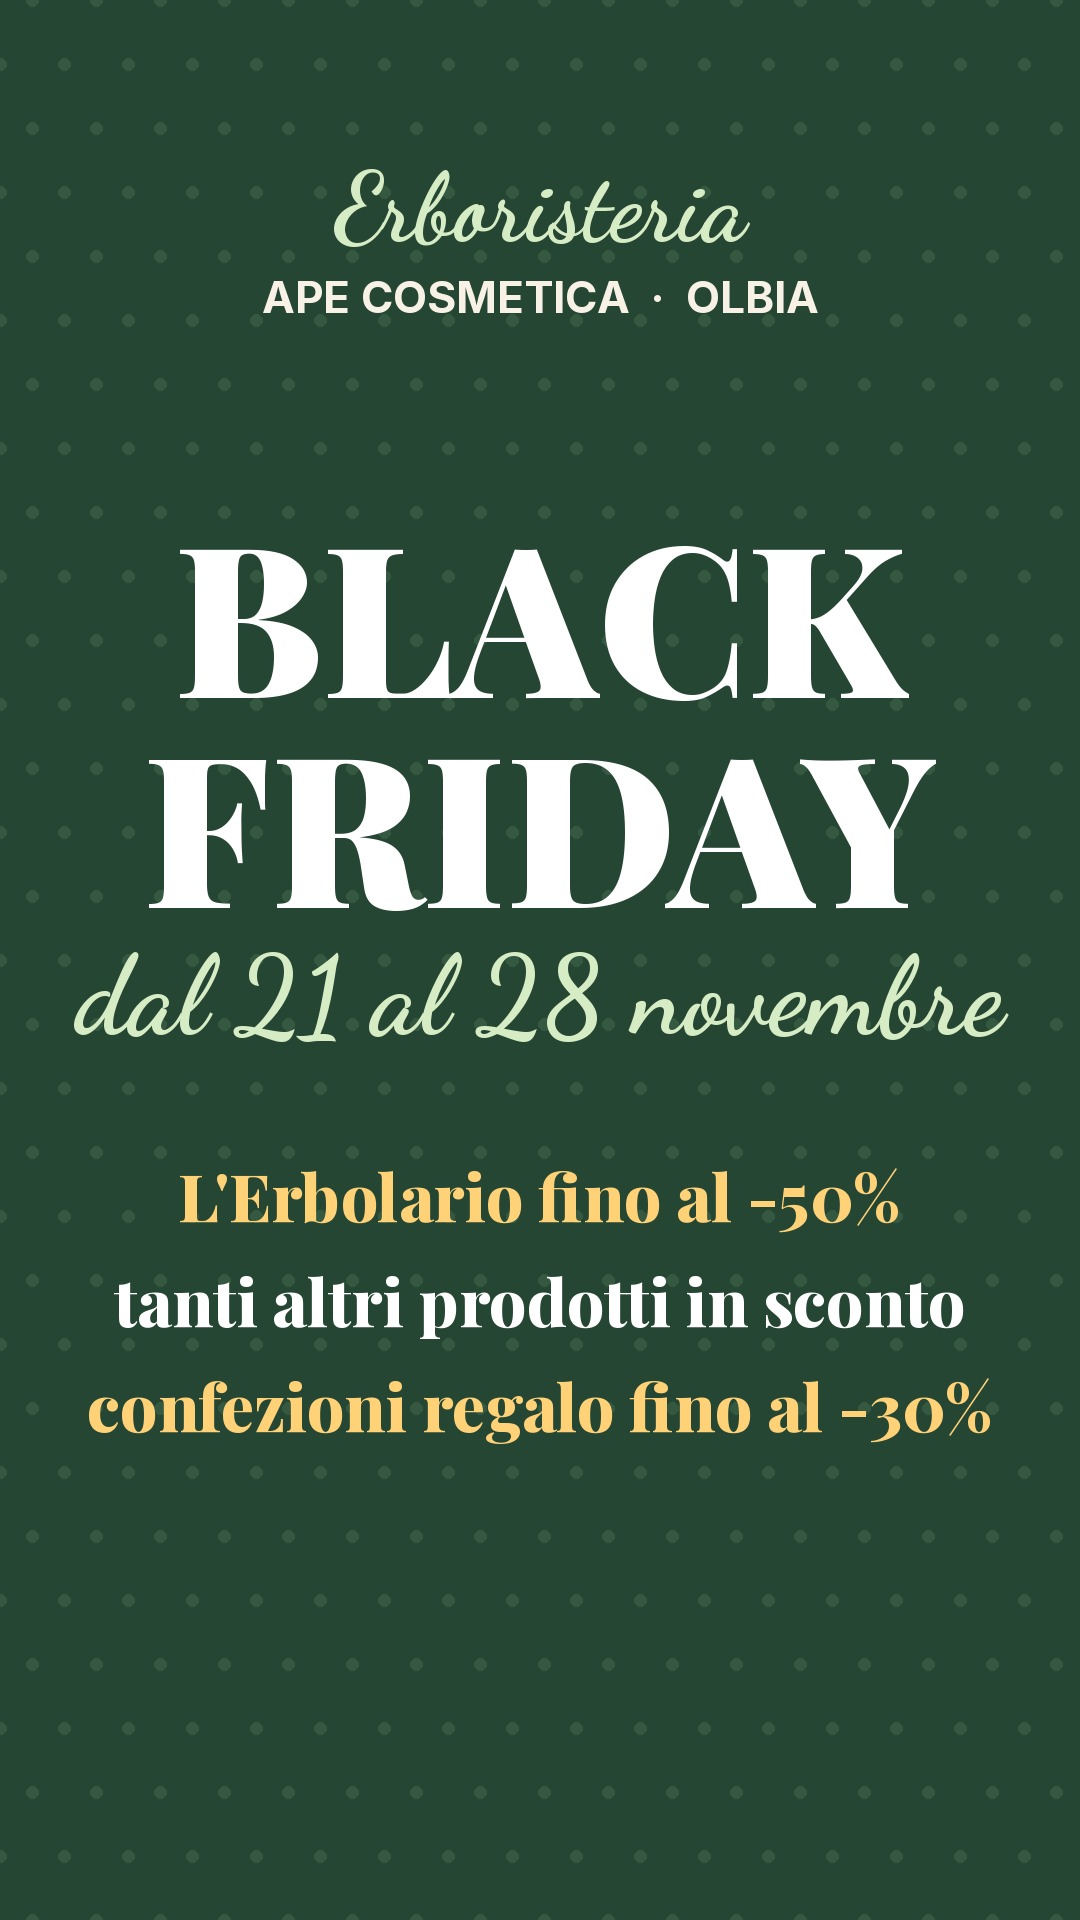 Erboristeria
APE COSMETICA · OLBIA
BLACK
FRIDAY
dal 21 al 28 novembre
L'Erbolario fino al -50%
tanti altri prodotti in sconto
confezioni regalo fino al -30%